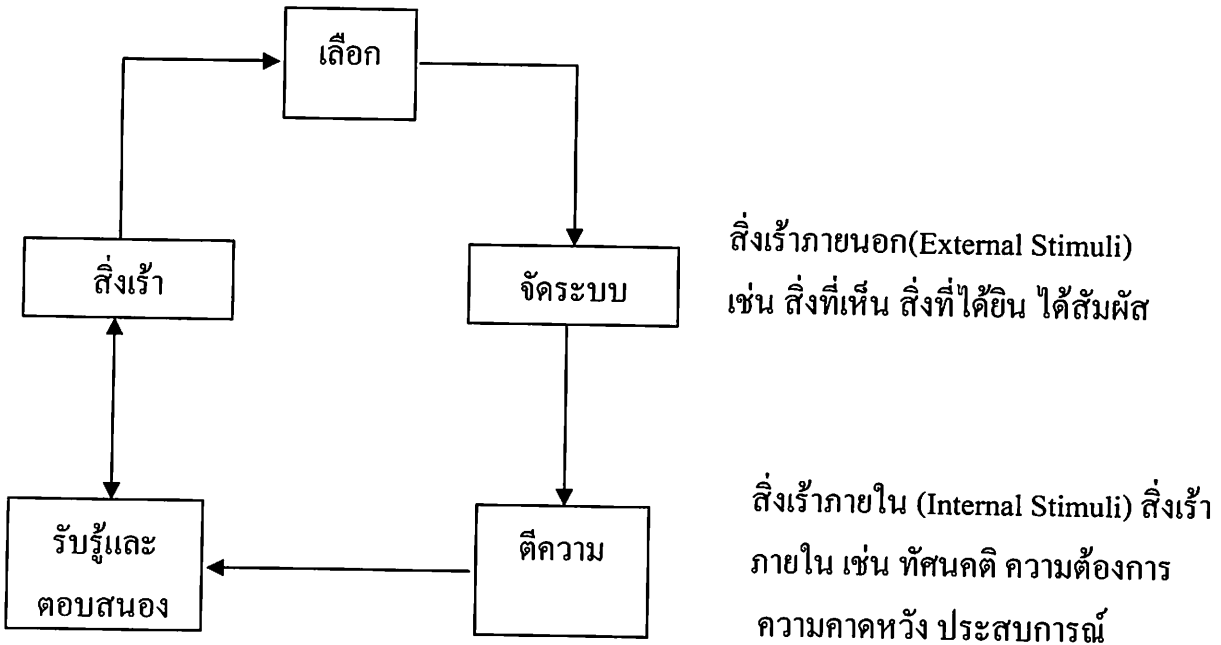 เลือก
สิ่งเร้า
จัดระบบ
สิ่งเร้าภายนอก(External Stimuli)
เช่น สิ่งที่เห็น สิ่งที่ได้ยิน ได้สัมผัส
รับรู้และ
ตอบสนอง
ตีความ
สิ่งเร้าภายใน (Internal Stimuli) สิ่งเร้า
ภายใน เช่น ทัศนคติ ความต้องการ
ความคาดหวัง ประสบการณ์